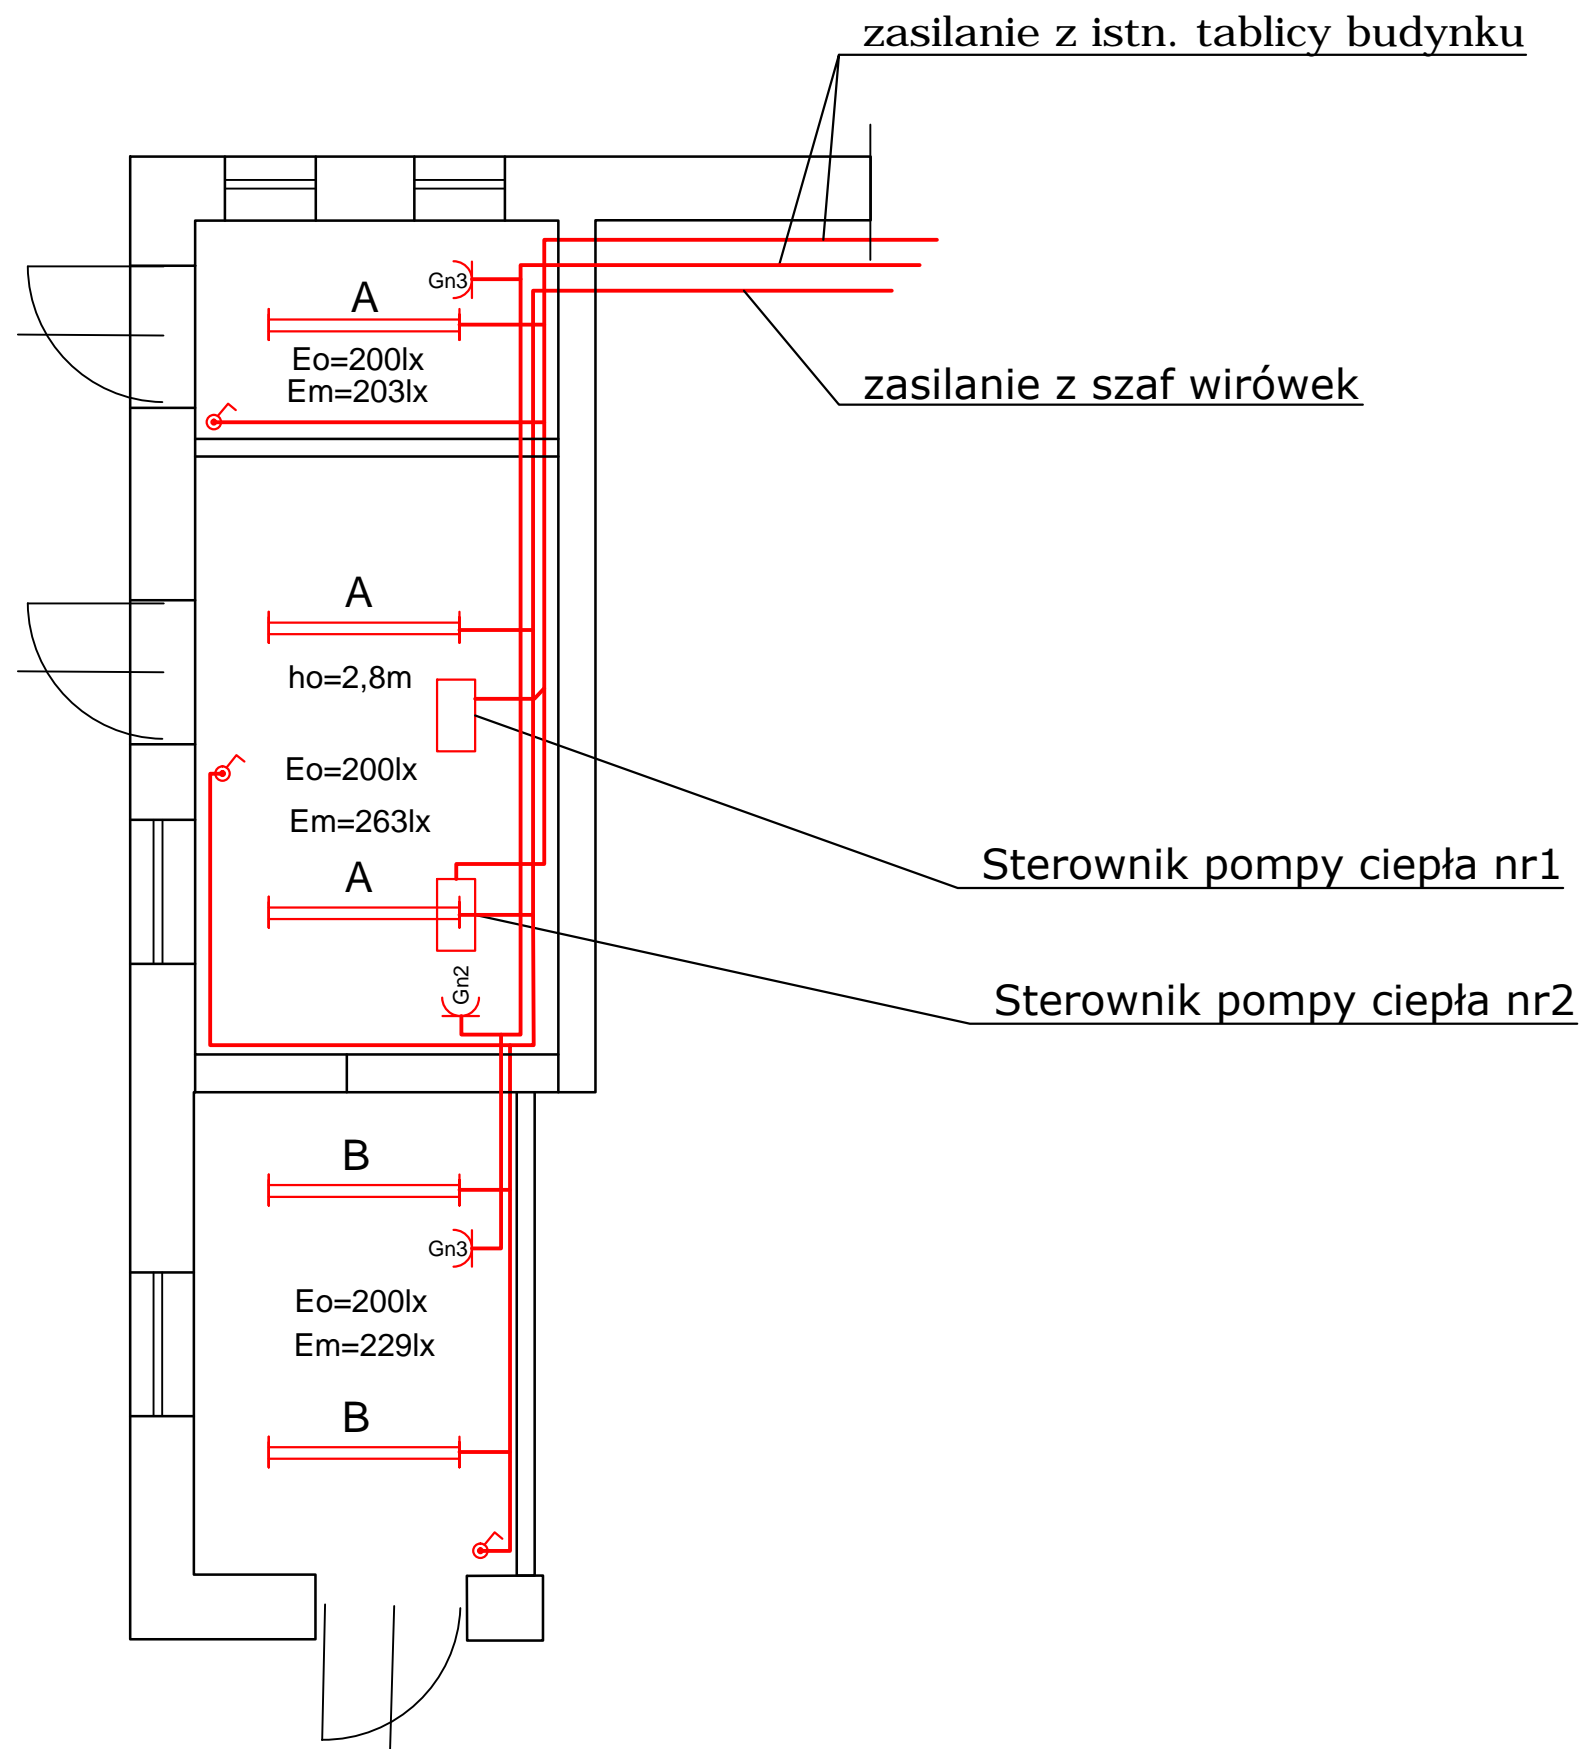 zasilanie z istn. tablicy budynku
Gn3
A
Eo=200lx
Em=203lx
zasilanie z szaf wirówek
A
ho=2,8m
Eo=200lx
Em=263lx
A
Sterownik pompy ciepła nr1
Gn2
Sterownik pompy ciepła nr2
B
Gn3
Eo=200lx
Em=229lx
B